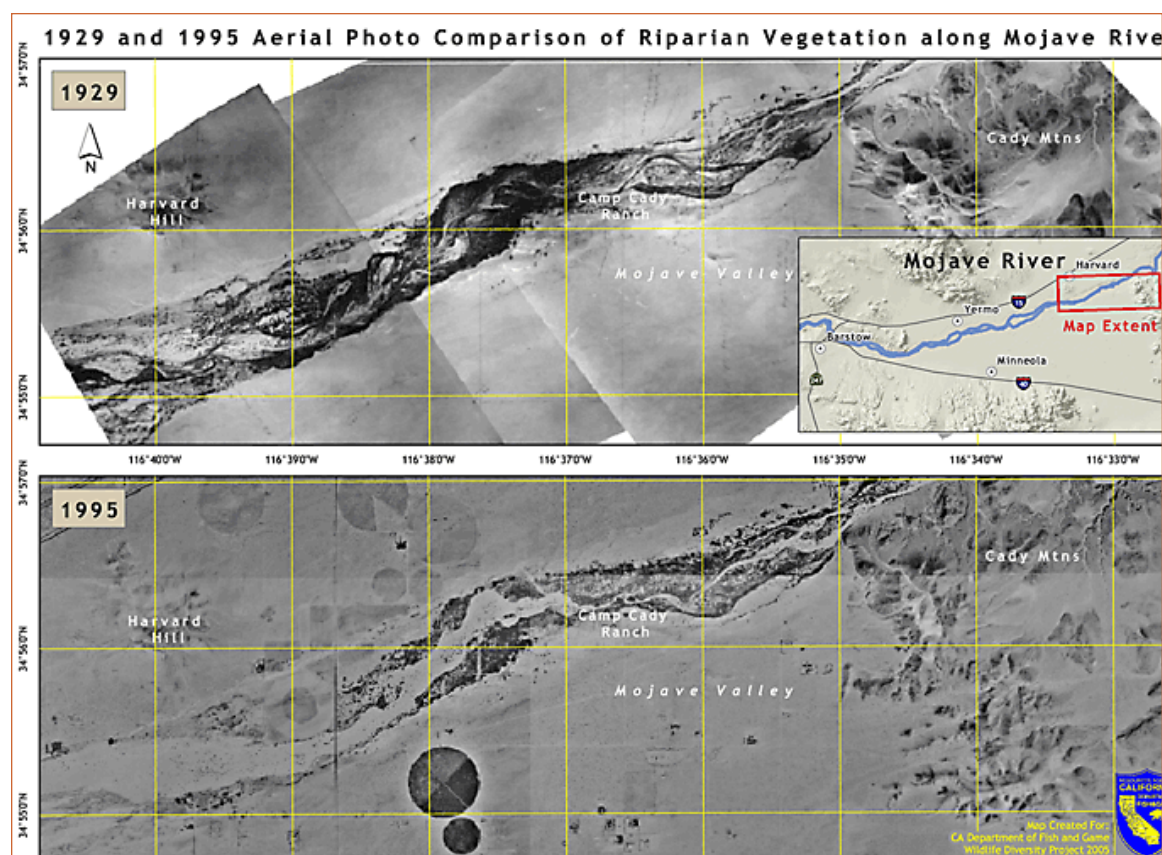 1929 and 1995 Aerial Photo Comparison of Riparian Vegetation along Mojave Rive
34°57'0"N
1929
N
Cady Mtns
Harvard
Hill
Camp Cady
Ranch
34°56'0"N
Mojave Valley
Mojave River
Harvard
15
Yermo
Map Extent
Barstow
Minneola
247
40
34°55'0"N
116°40'0"W
116°39'0"W
116°38'0"W
116°37'0"W
116°36'0"W
116°35'0"W
116°34'0"W
116°33'0"W
34°57'0"N
1995
Cady Mtns
Harvard
Hill
Camp Cady
Ranch
34°56'0"N
Mojave Valley
34°55'0"N
CALIFORN
Map Created For:
CA Department of Fish and Game
Wildlife Diversity Project 2005